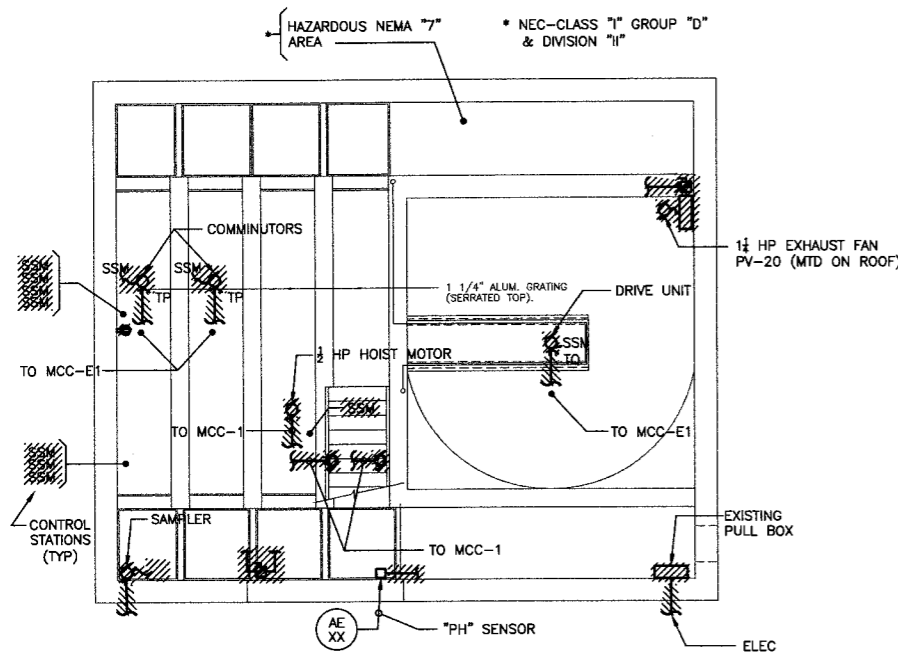 * HAZARDOUS NEMA "7"
AREA
* NEC-CLASS "I" GROUP "D"
& DIVISION "II"
COMMINUTORS
SSM
SSM
SSM
SSM
SSM
SSM
TP
TP
1 1/4" ALUM. GRATING
(SERRATED TOP).
1½ HP EXHAUST FAN
PV-20 (MTD ON ROOF)
DRIVE UNIT
SSM
TO
TO MCC-E1
½ HP HOIST MOTOR
SSM
TO MCC-1
TO MCC-E1
SSM
SSM
SSM
CONTROL
STATIONS
(TYP)
SAMPLER
TO MCC-1
EXISTING
PULL BOX
AE
XX
"PH" SENSOR
ELEC